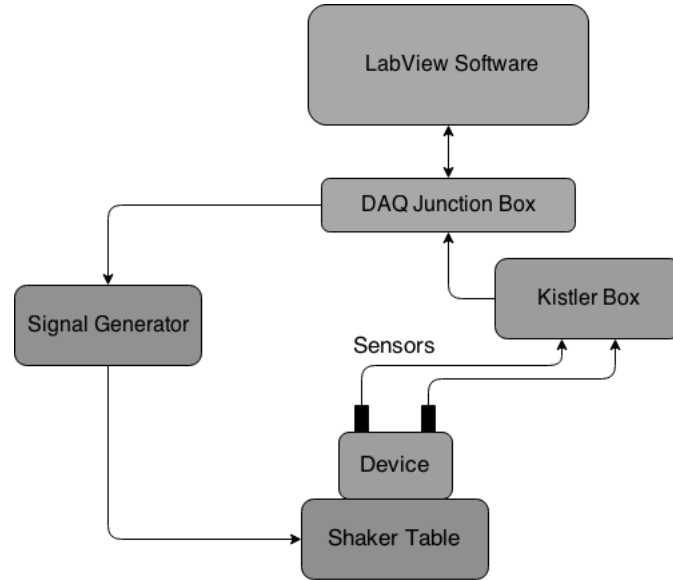 LabView Software
DAQ Junction Box
Kistler Box
Signal Generator
Sensors
Device
Shaker Table